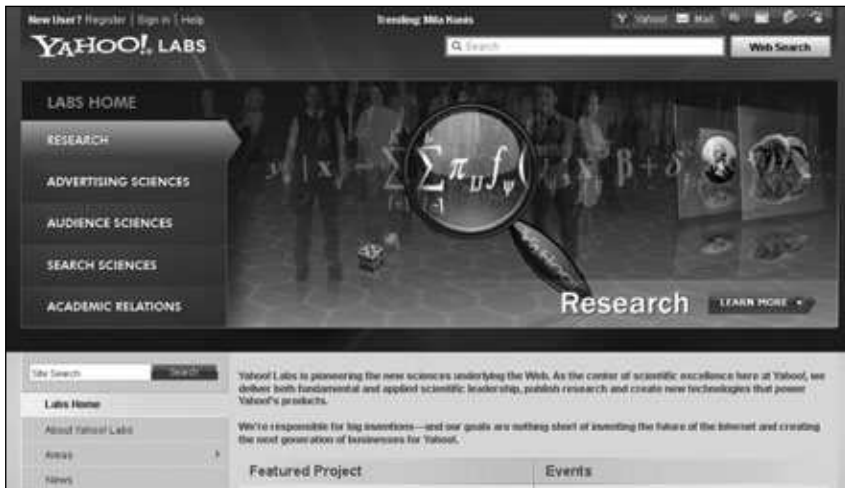 New User? Register | Sign in | Help
Trending: Mila Kunis
Yahoo! Mail
YAHOO! LABS
Search
Web Search
LABS HOME
RESEARCH
ADVERTISING SCIENCES
AUDIENCE SCIENCES
SEARCH SCIENCES
ACADEMIC RELATIONS
Research
LEARN MORE
Site Search
Search
Labs Home
About Yahoo! Labs
Areas
News
Yahoo! Labs is pioneering the new sciences underlying the Web. As the center of scientific excellence here at Yahoo!, we
deliver both fundamental and applied scientific leadership, publish research and create new technologies that power
Yahoo!'s products.
We're responsible for big inventions—and our goals are nothing short of inventing the future of the Internet and creating
the next generation of businesses for Yahoo!.
Featured Project
Events